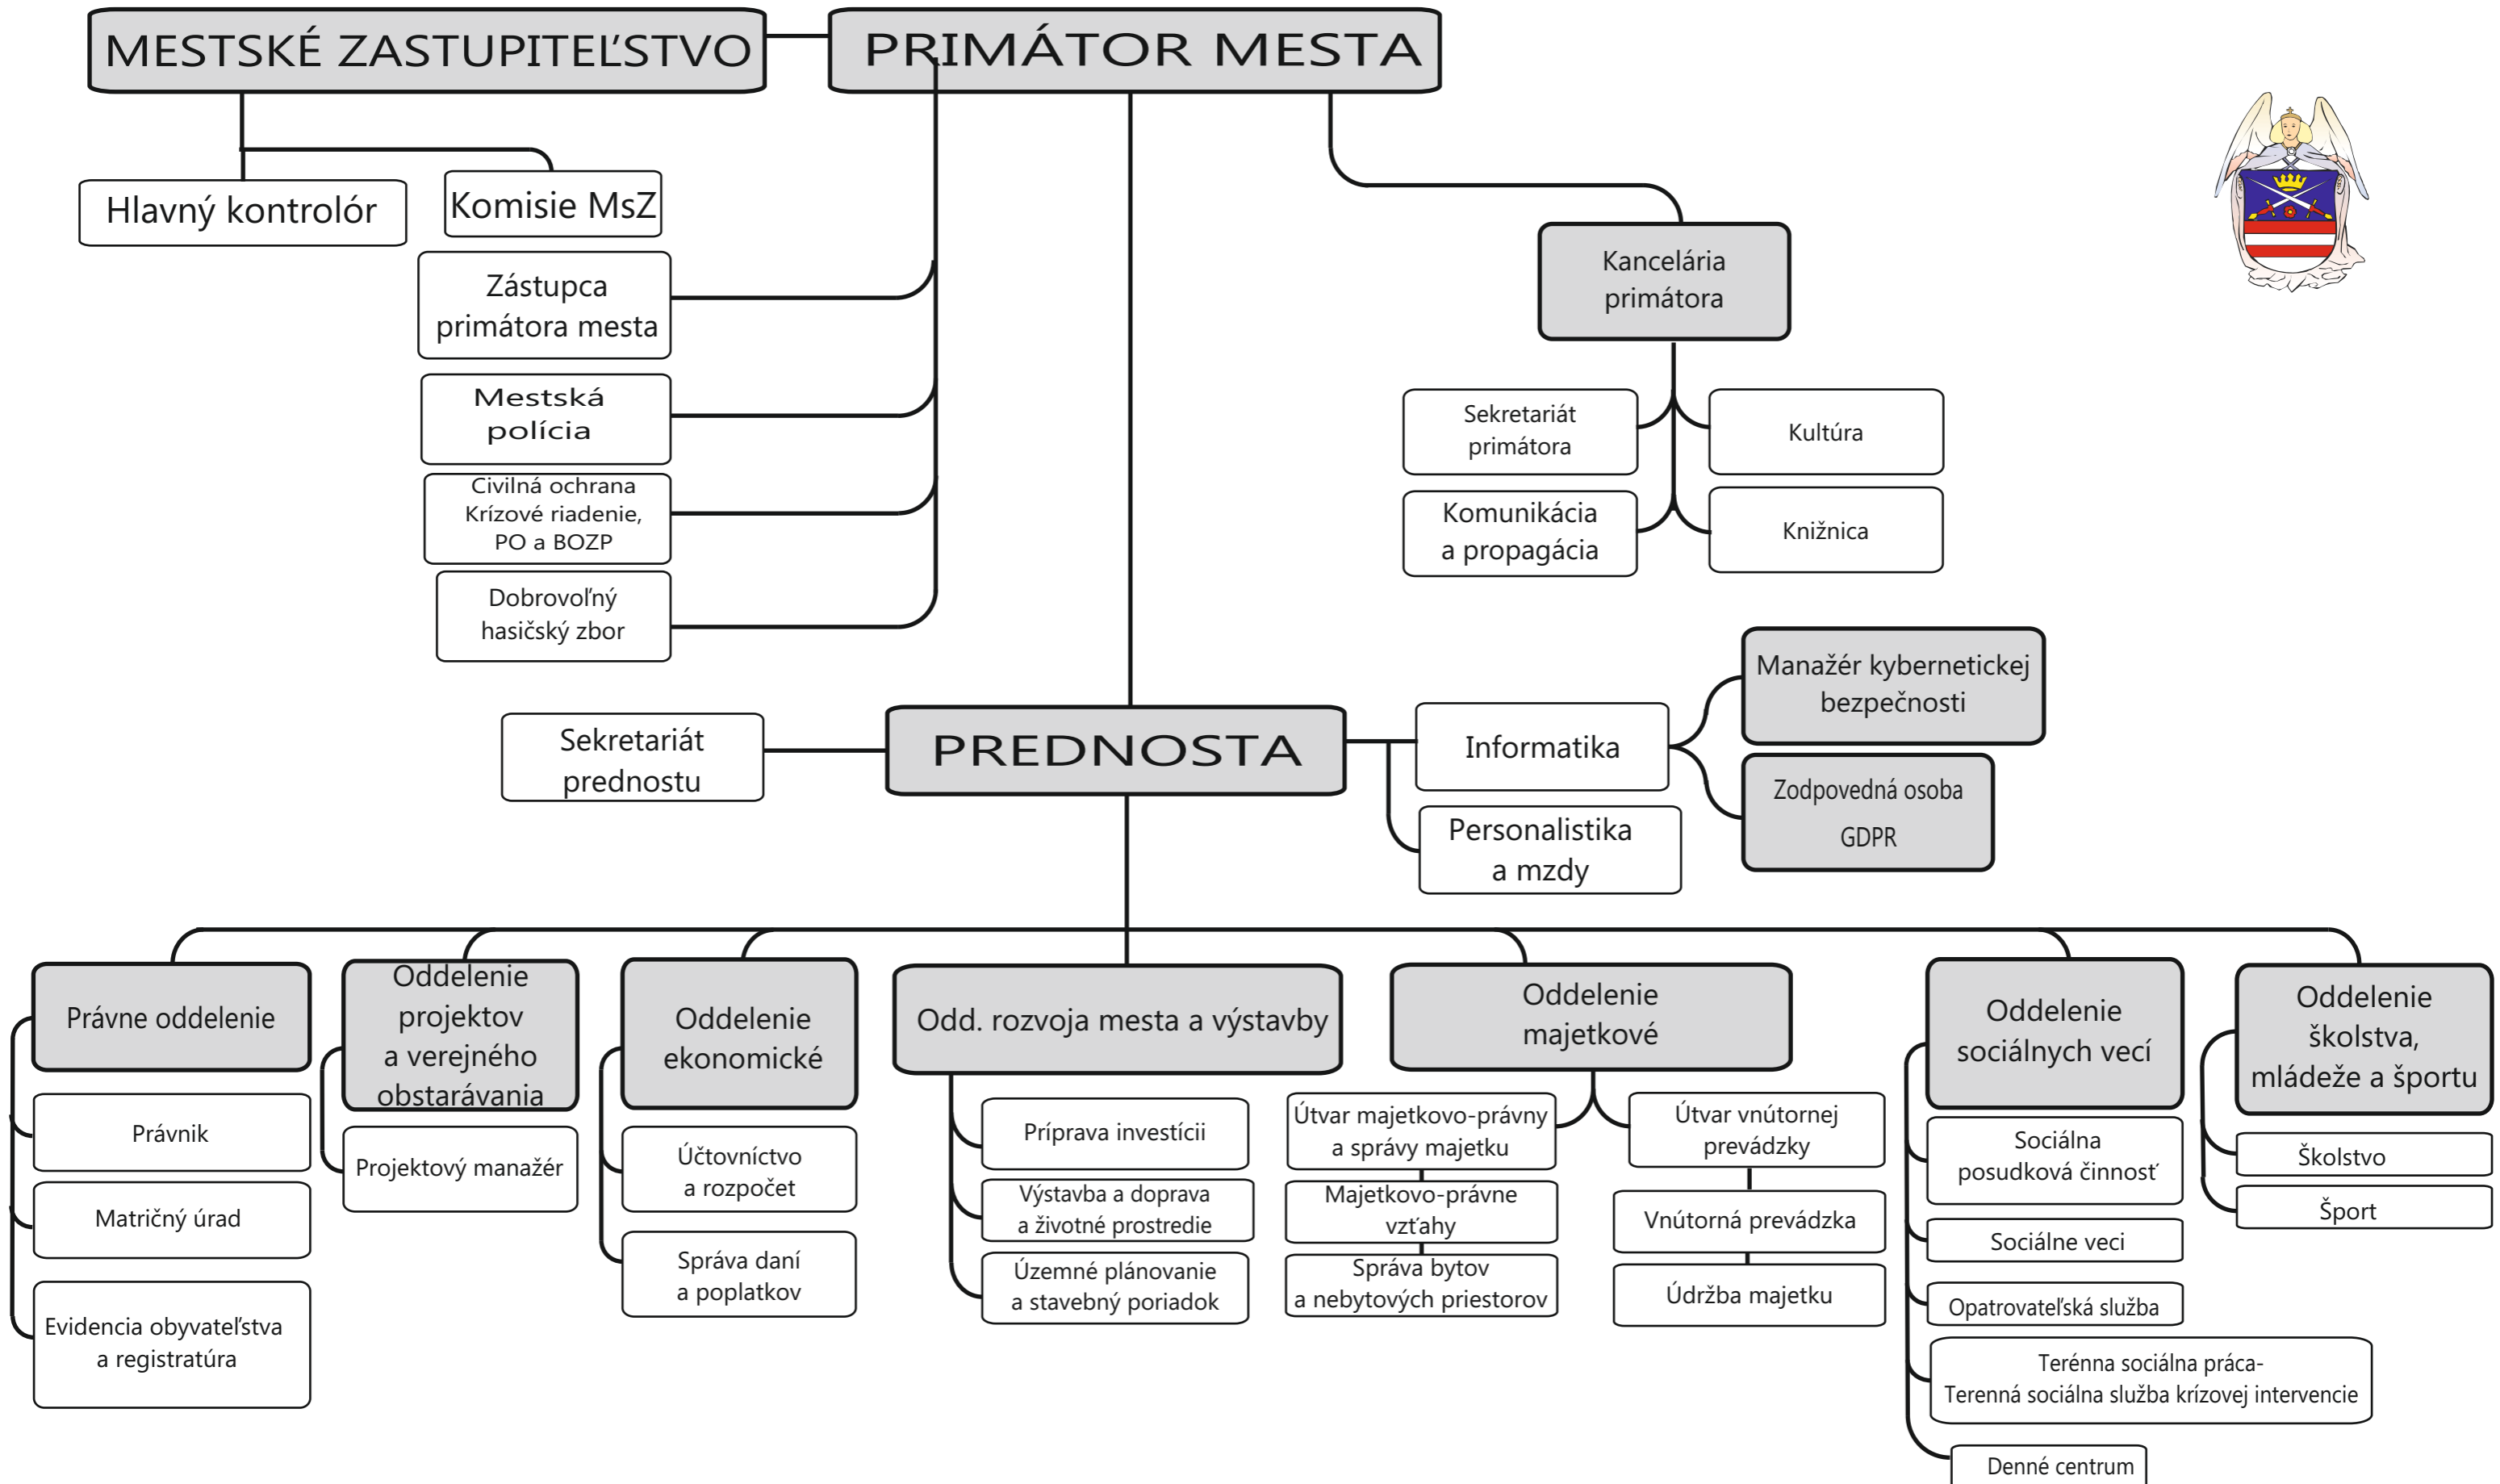 MESTSKÉ ZASTUPITEĽSTVO
PRIMÁTOR MESTA
Hlavný kontrolór
Komisie MsZ
Zástupca
primátora mesta
Mestská
polícia
Civilná ochrana
Krízové riadenie,
PO a BOZP
Dobrovoľný
hasičský zbor
Kancelária
primátora
Sekretariát
primátora
Kultúra
Komunikácia
a propagácia
Knižnica
Sekretariát
prednostu
PREDNOSTA
Informatika
Personalistika
a mzdy
Manažér kybernetickej
bezpečnosti
Zodpovedná osoba
GDPR
Právne oddelenie
Právnik
Matričný úrad
Evidencia obyvateľstva
a registratúra
Oddelenie
projektov
a verejného
obstarávania
Projektový manažér
Oddelenie
ekonomické
Účtovníctvo
a rozpočet
Správa daní
a poplatkov
Odd. rozvoja mesta a výstavby
Príprava investícii
Výstavba a doprava
a životné prostredie
Územné plánovanie
a stavebný poriadok
Oddelenie
majetkové
Útvar majetkovo-právny
a správy majetku
Majetkovo-právne
vzťahy
Správa bytov
a nebytových priestorov
Útvar vnútornej
prevádzky
Vnútorná prevádzka
Údržba majetku
Oddelenie
sociálnych vecí
Sociálna
posudková činnosť
Sociálne veci
Opatrovateľská služba
Terénna sociálna práca-
Terenná sociálna služba krízovej intervencie
Denné centrum
Oddelenie
školstva,
mládeže a športu
Školstvo
Šport